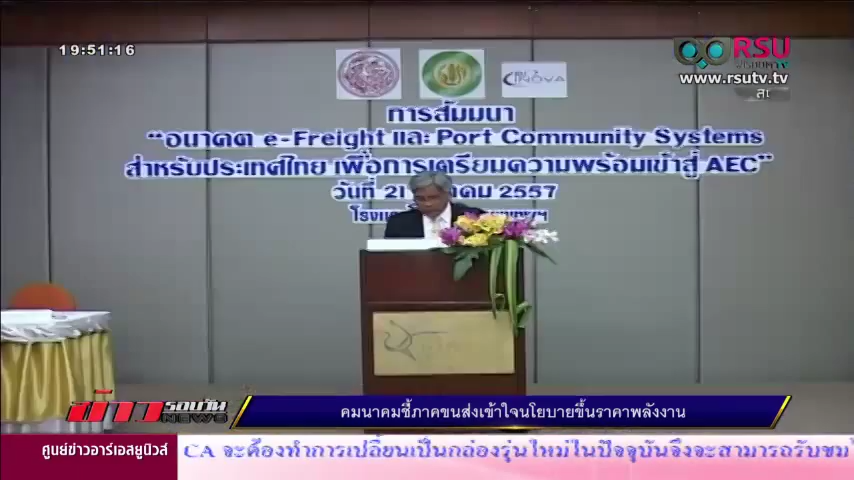 19:51:16
RSU
www.rsutv.tv
INOVA
การสัมมนา
"อนาคต e-Freight และ Port Community Systems
สำหรับประเทศไทย เพื่อการเตรียมความพร้อมเข้าสู่ AEC"
วันที่ 21 คม 2557
ข่าว รอบวัน
NEWS
คมนาคมชี้ภาคขนส่งเข้าใจนโยบายขึ้นราคาพลังงาน
ศูนย์ข่าวอาร์เอสยูนิวส์ CA จะต้องทำการเปลี่ยนเป็นกล่องรุ่นใหม่ในปัจจุบันจึงจะสามารถรับชม